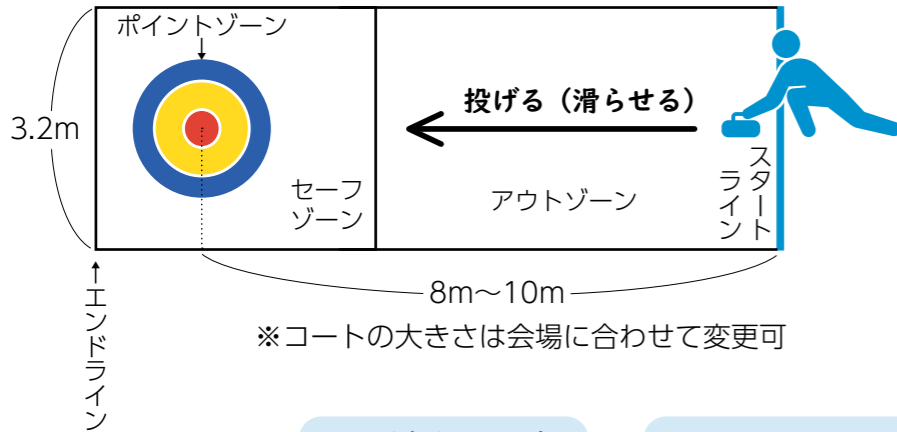 ポイントゾーン
3.2m
投げる（滑らせる）
セーフ
ゾーン
アウトゾーン
スタート
ライン
8m〜10m
↑エンドライン
※コートの大きさは会場に合わせて変更可